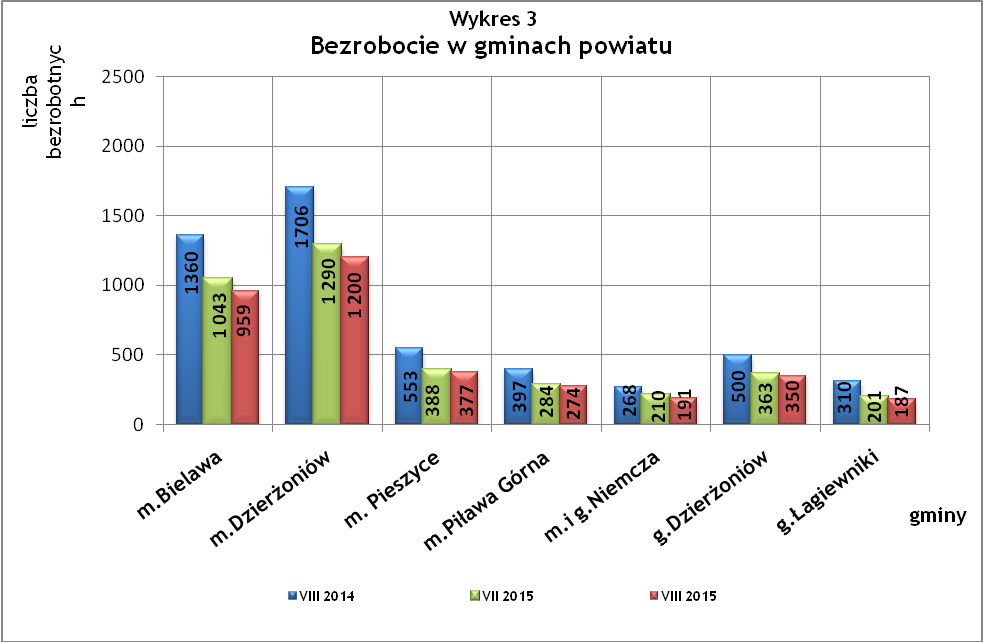 Wykres 3
Bezrobocie w gminach powiatu
liczba
bezrobotnyc
h
2500
2000
1500
1000
500
0
1360
1 043
959
1706
1 290
1 200
553
388
377
397
284
274
268
210
191
500
363
350
310
201
187
m.Bielawa
m.Dzierżoniów
m. Pieszyce
m.Piława Górna
m.i g.Niemcza
g.Dzierżoniów
g.Łagiewniki
gminy
VIII 2014
VII 2015
VIII 2015